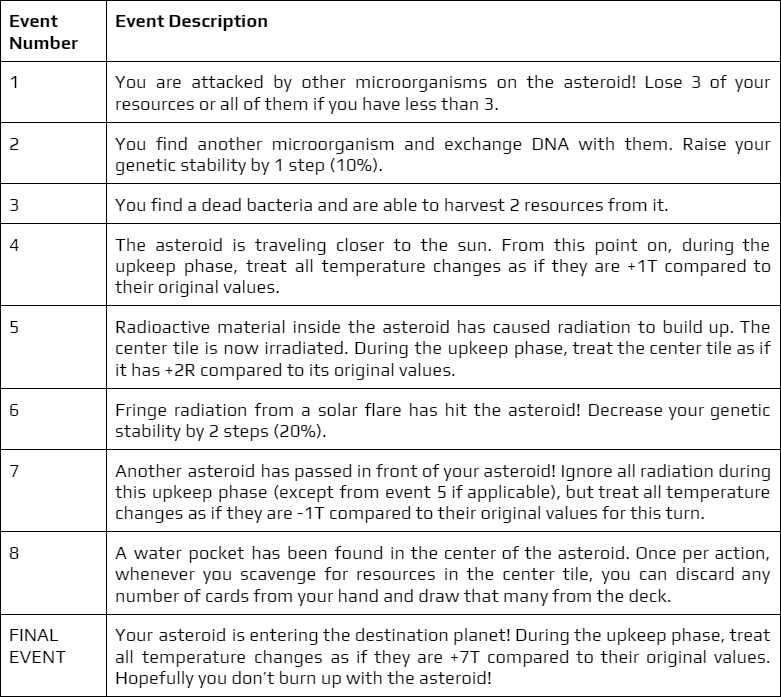 Event Number
Event Description
1
You are attacked by other microorganisms on the asteroid! Lose 3 of your
resources or all of them if you have less than 3.
2
You find another microorganism and exchange DNA with them. Raise your
genetic stability by 1 step (10%).
3
You find a dead bacteria and are able to harvest 2 resources from it.
4
The asteroid is traveling closer to the sun. From this point on, during the
upkeep phase, treat all temperature changes as if they are +1T compared to
their original values.
5
Radioactive material inside the asteroid has caused radiation to build up. The
center tile is now irradiated. During the upkeep phase, treat the center tile as if
it has +2R compared to its original values.
6
Fringe radiation from a solar flare has hit the asteroid! Decrease your genetic
stability by 2 steps (20%).
7
Another asteroid has passed in front of your asteroid! Ignore all radiation during
this upkeep phase (except from event 5 if applicable), but treat all temperature
changes as if they are -1T compared to their original values for this turn.
8
A water pocket has been found in the center of the asteroid. Once per action,
whenever you scavenge for resources in the center tile, you can discard any
number of cards from your hand and draw that many from the deck.
FINAL
EVENT
Your asteroid is entering the destination planet! During the upkeep phase, treat
all temperature changes as if they are +7T compared to their original values.
Hopefully you don't burn up with the asteroid!